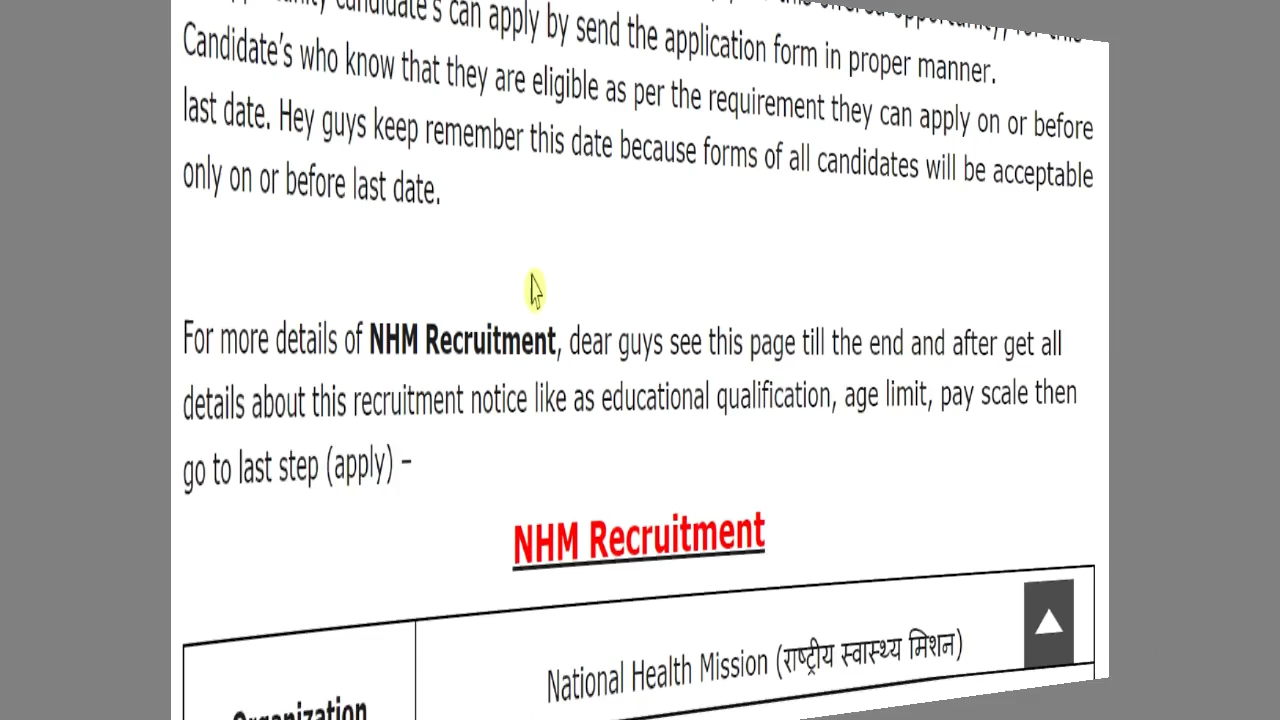 candidate's can apply by send the application form in proper manner.
Candidate's who know that they are eligible as per the requirement they can apply on or before
last date. Hey guys keep remember this date because forms of all candidates will be acceptable
only on or before last date.
For more details of NHM Recruitment, dear guys see this page till the end and after get all
details about this recruitment notice like as educational qualification, age limit, pay scale then
go to last step (apply) –
NHM Recruitment
National Health Mission (राष्ट्रीय स्वास्थ्य मिशन)
Organization